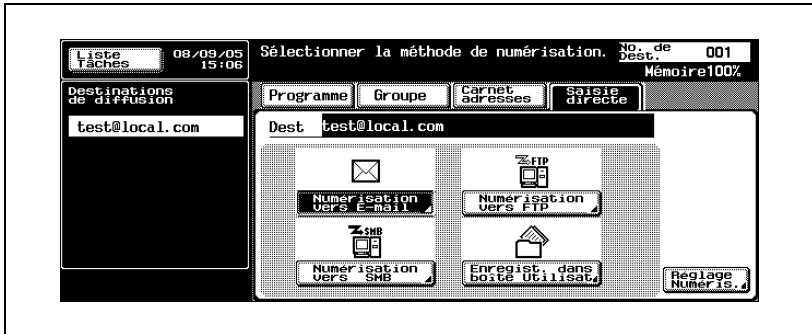 Liste
Tâches
08/09/05
15:06
Sélectionner la méthode de numérisation.
No. de
Dest.
001
Mémoire100%
Destinations
de diffusion
test@local.com
Programme
Groupe
Carnet
adresses
Saisie
directe
Dest test@local.com
Numérisation
vers E-mail
FTP
Numérisation
vers FTP
SMB
Numérisation
vers SMB
Enregist. dans
boîte Utilisat.
Réglage
Numéris.